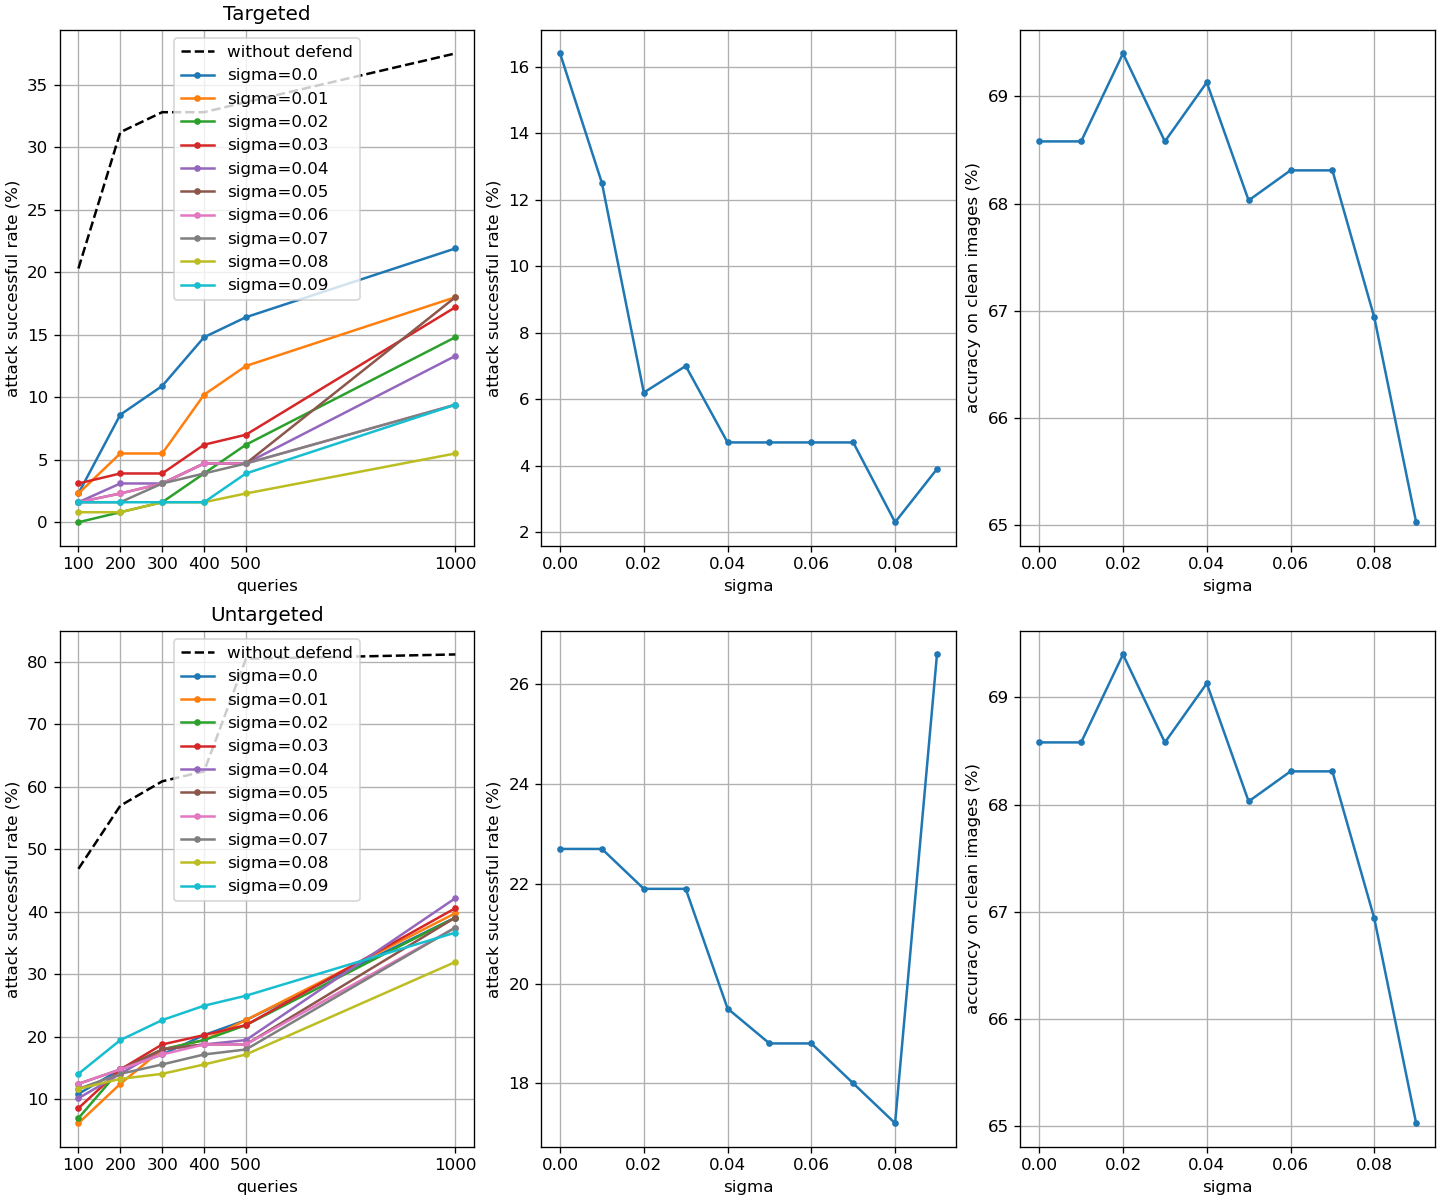 Targeted
attack successful rate (%)
35
30
25
20
15
10
5
0
without defend
sigma=0.0
sigma=0.01
sigma=0.02
sigma=0.03
sigma=0.04
sigma=0.05
sigma=0.06
sigma=0.07
sigma=0.08
sigma=0.09
100 200 300 400 500 1000
queries
attack successful rate (%)
16
14
12
10
8
6
4
2
0.00 0.02 0.04 0.06 0.08
sigma
accuracy on clean images (%)
69
68
67
66
65
0.00 0.02 0.04 0.06 0.08
sigma
Untargeted
attack successful rate (%)
80
70
60
50
40
30
20
10
without defend
sigma=0.0
sigma=0.01
sigma=0.02
sigma=0.03
sigma=0.04
sigma=0.05
sigma=0.06
sigma=0.07
sigma=0.08
sigma=0.09
100 200 300 400 500 1000
queries
attack successful rate (%)
26
24
22
20
18
0.00 0.02 0.04 0.06 0.08
sigma
accuracy on clean images (%)
69
68
67
66
65
0.00 0.02 0.04 0.06 0.08
sigma